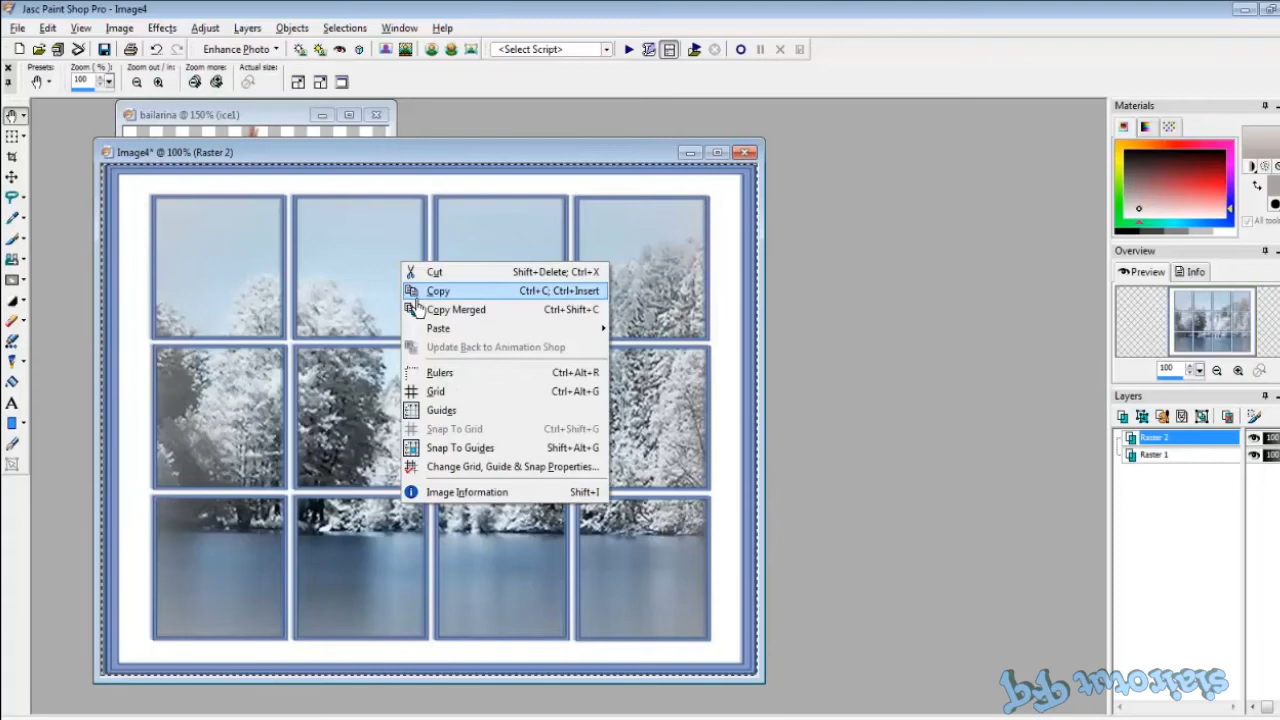 Jasc Paint Shop Pro - Image4
File Edit View Image Effects Adjust Layers Objects Selections Window Help
Enhance Photo <Select Script>
Presets: Zoom (%): Zoom out / in: Zoom more: Actual size:
100
bailarina @ 150% (ice1)
Image4* @ 100% (Raster 2)
Cut Shift+Delete; Ctrl+X
Copy Ctrl+C; Ctrl+Insert
Copy Merged Ctrl+Shift+C
Paste
Update Back to Animation Shop
Rulers Ctrl+Alt+R
Grid Ctrl+Alt+G
Guides
Snap To Grid Ctrl+Shift+G
Snap To Guides Shift+Alt+G
Change Grid, Guide & Snap Properties...
Image Information Shift+I
Materials
All tools
Overview
Preview Info
100
Layers
Raster 2 100
Raster 1 100